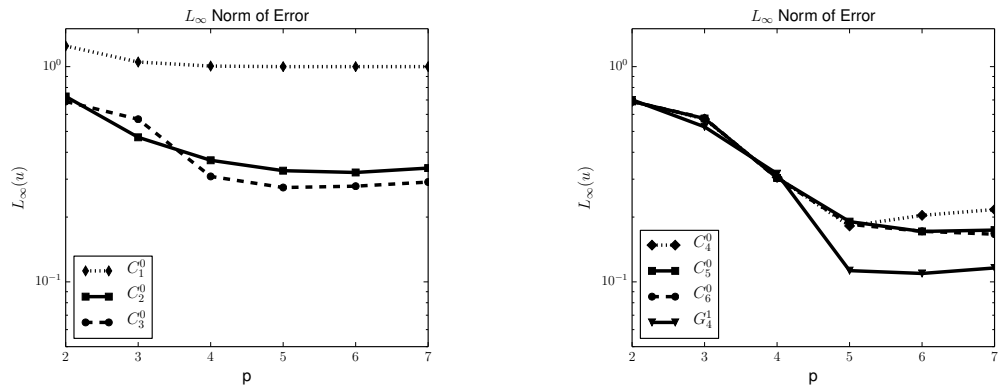 L∞ Norm of Error
10⁰
10⁻¹
L∞(u)
C₁⁰
C₂⁰
C₃⁰
2 3 4 5 6 7
p
L∞ Norm of Error
10⁰
10⁻¹
L∞(u)
C₄⁰
C₅⁰
C₆⁰
G₄¹
2 3 4 5 6 7
p